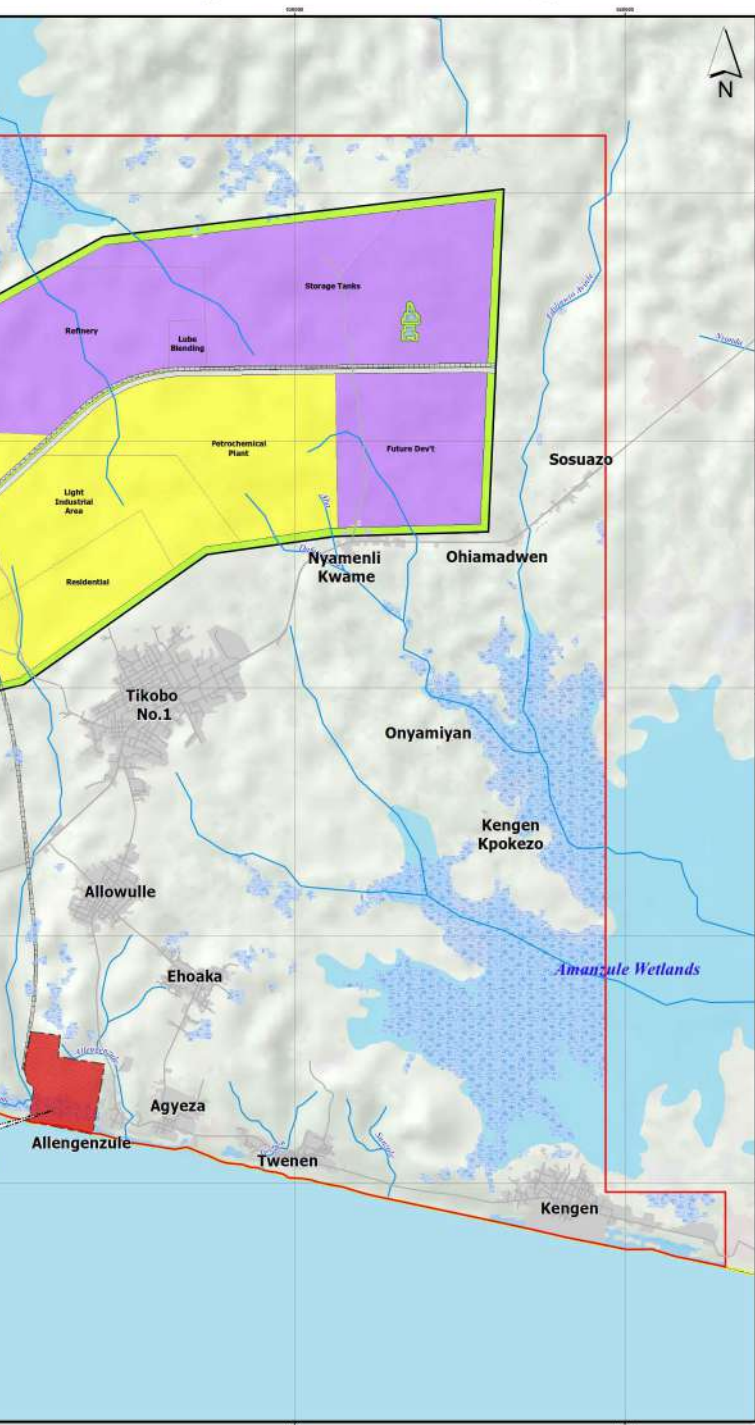 N
Storage Tanks
Refinery
Lube
Blending
Petrochemical
Plant
Future Dev't
Light
Industrial
Area
Residential
Sosuazo
Ohiamadwen
Nyamenli
Kwame
Tikobo
No.1
Onyamiyan
Kengen
Kpokezo
Allowulle
Ehoaka
Amanzule Wetlands
Agyeza
Allengenzule
Twenen
Kengen